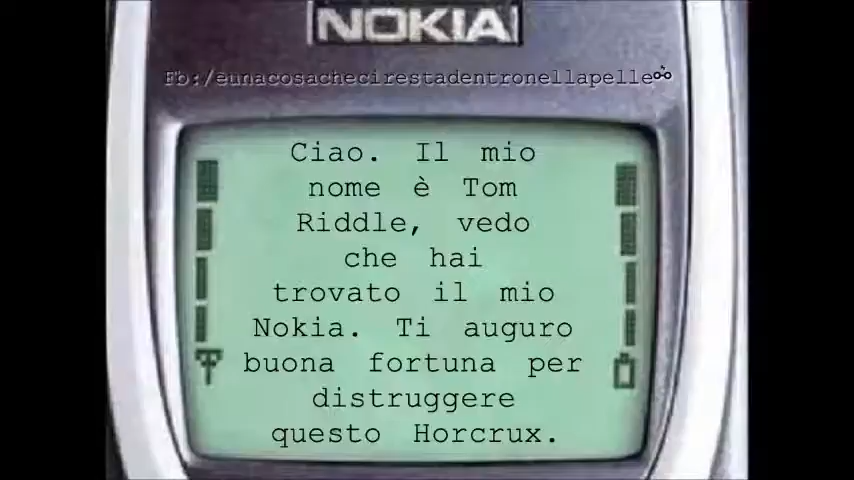 NOKIA
Fb:/eunacosachecirestadentronellapelle
Ciao. Il mio
nome è Tom
Riddle, vedo
che hai
trovato il mio
Nokia. Ti auguro
buona fortuna per
distruggere
questo Horcrux.